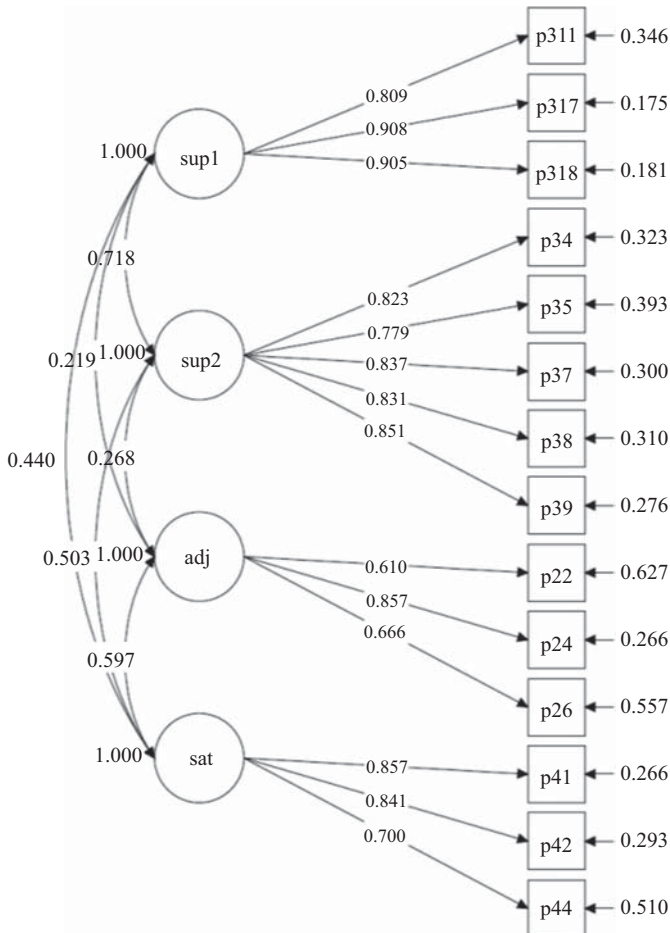 p311
0.346
0.809
p317
0.175
0.908
1.000
sup1
p318
0.181
0.905
p34
0.323
0.718
0.823
p35
0.393
0.779
0.219
1.000
sup2
p37
0.300
0.837
0.831
p38
0.310
0.851
0.440
0.268
p39
0.276
0.503
1.000
adj
0.610
p22
0.627
0.857
p24
0.266
0.666
0.597
p26
0.557
1.000
sat
0.857
p41
0.266
0.841
p42
0.293
0.700
p44
0.510